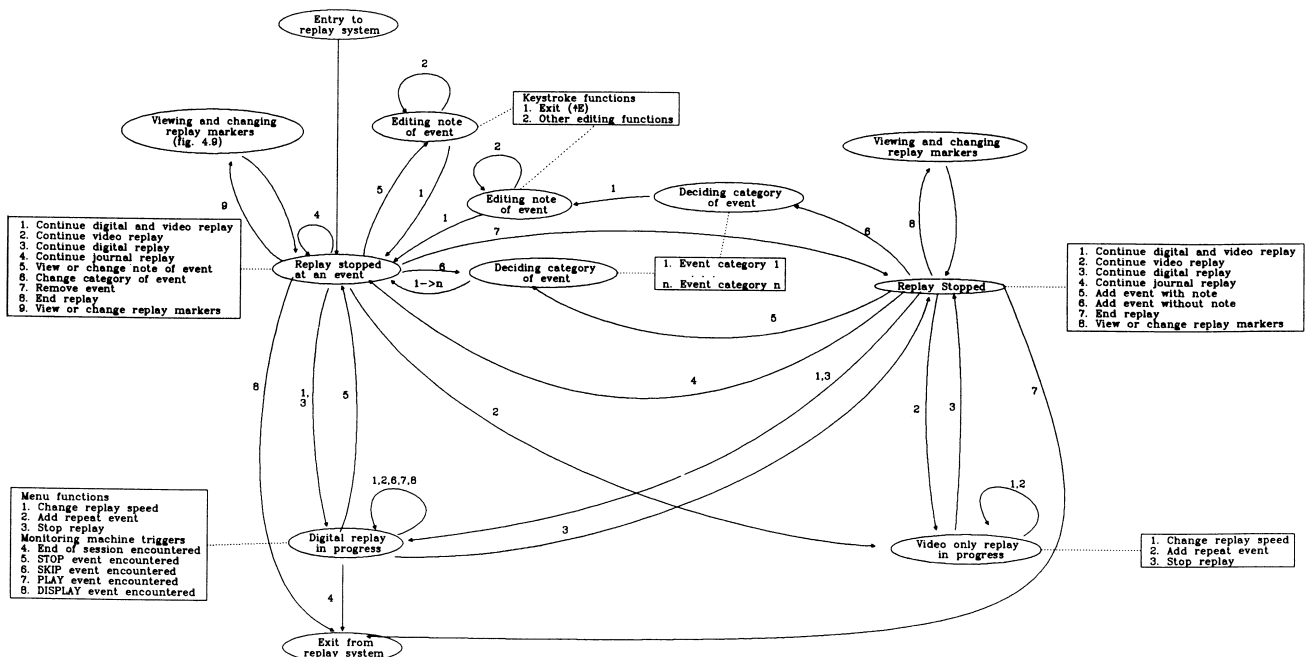 Entry to
replay system
2
Keystroke functions
1. Exit (↑E)
2. Other editing functions
Viewing and changing
replay markers
(fig. 4.9)
Editing note
of event
Viewing and changing
replay markers
2
5
1
9
4
Editing note
of event
1
Deciding category
of event
1
7
6
8
1. Continue digital and video replay
2. Continue video replay
3. Continue digital replay
4. Continue journal replay
5. View or change note of event
6. Change category of event
7. Remove event
8. End replay
9. View or change replay markers
Replay stopped
at an event
6
1->n
Deciding category
of event
1. Event category 1
. . .
n. Event category n
Replay Stopped
1. Continue digital and video replay
2. Continue video replay
3. Continue digital replay
4. Continue journal replay
5. Add event with note
6. Add event without note
7. End replay
8. View or change replay markers
5
8
1,
3
5
4
1,3
2
2
3
7
Menu functions
1. Change replay speed
2. Add repeat event
3. Stop replay
Monitoring machine triggers
4. End of session encountered
5. STOP event encountered
6. SKIP event encountered
7. PLAY event encountered
8. DISPLAY event encountered
1,2,6,7,8
Digital replay
in progress
3
1,2
Video only replay
in progress
1. Change replay speed
2. Add repeat event
3. Stop replay
4
Exit from
replay system